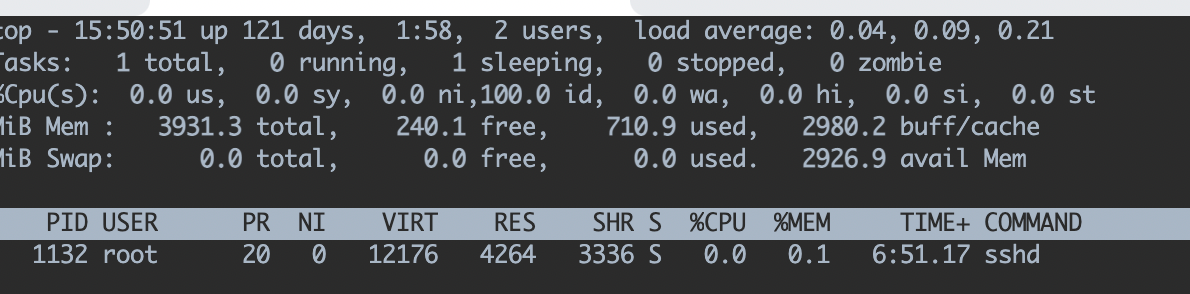 top - 15:50:51 up 121 days,  1:58,  2 users,  load average: 0.04, 0.09, 0.21
Tasks:   1 total,   0 running,   1 sleeping,   0 stopped,   0 zombie
%Cpu(s):  0.0 us,  0.0 sy,  0.0 ni,100.0 id,  0.0 wa,  0.0 hi,  0.0 si,  0.0 st
MiB Mem :   3931.3 total,    240.1 free,    710.9 used,   2980.2 buff/cache
MiB Swap:      0.0 total,      0.0 free,      0.0 used.   2926.9 avail Mem
PID USER      PR  NI    VIRT    RES    SHR S  %CPU  %MEM     TIME+ COMMAND
1132 root      20   0   12176   4264   3336 S   0.0   0.1   6:51.17 sshd